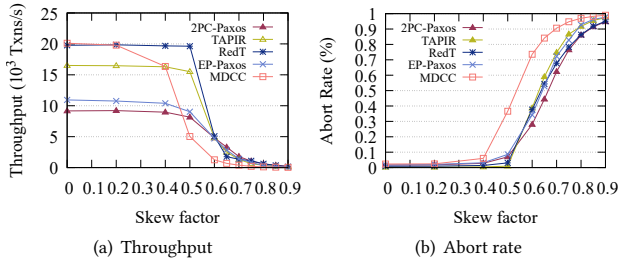 2PC-Paxos
TAPIR
RedT
EP-Paxos
MDCC
Throughput (10³ Txns/s)
25
20
15
10
5
0
0 0.1 0.2 0.3 0.4 0.5 0.6 0.7 0.8 0.9
Skew factor
(a) Throughput
2PC-Paxos
TAPIR
RedT
EP-Paxos
MDCC
Abort Rate (%)
1
0.9
0.8
0.7
0.6
0.5
0.4
0.3
0.2
0.1
0
0 0.1 0.2 0.3 0.4 0.5 0.6 0.7 0.8 0.9
Skew factor
(b) Abort rate